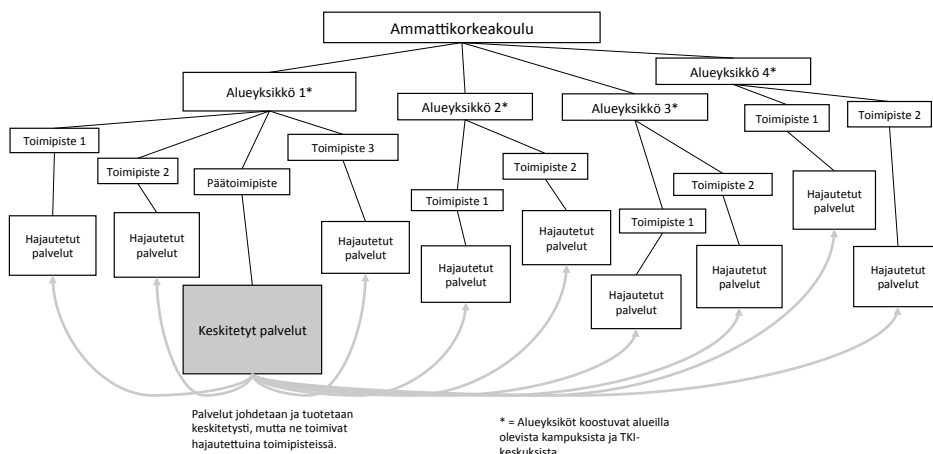 Ammattikorkeakoulu
Alueyksikkö 1*
Alueyksikkö 2*
Alueyksikkö 3*
Alueyksikkö 4*
Toimipiste 1
Toimipiste 2
Päätoimipiste
Toimipiste 3
Toimipiste 1
Toimipiste 2
Toimipiste 1
Toimipiste 2
Toimipiste 1
Toimipiste 2
Hajautetut
palvelut
Hajautetut
palvelut
Keskitetyt palvelut
Hajautetut
palvelut
Hajautetut
palvelut
Hajautetut
palvelut
Hajautetut
palvelut
Hajautetut
palvelut
Hajautetut
palvelut
Hajautetut
palvelut
Palvelut johdetaan ja tuotetaan
keskitetysti, mutta ne toimivat
hajautettuina toimipisteissä.
* = Alueyksiköt koostuvat alueilla
olevista kampuksista ja TKI-
keskuksista